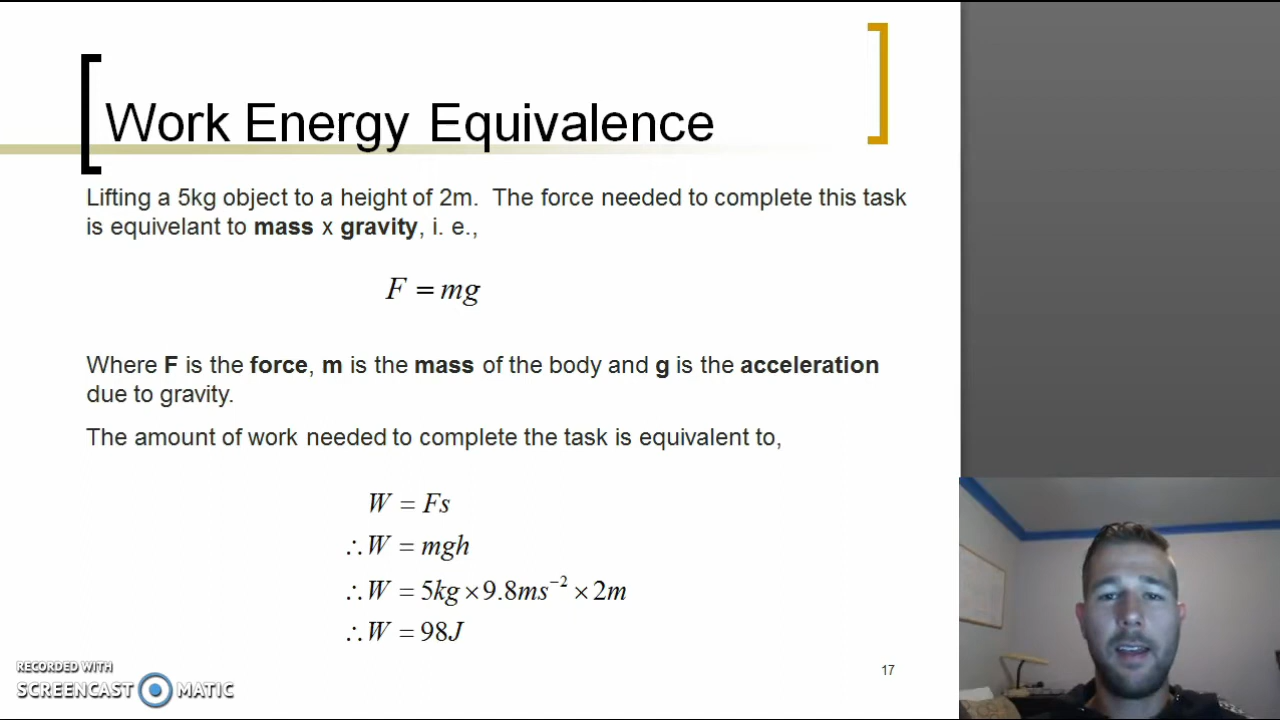 Work Energy Equivalence
Lifting a 5kg object to a height of 2m. The force needed to complete this task
is equivelant to mass x gravity, i. e.,
F = mg
Where F is the force, m is the mass of the body and g is the acceleration
due to gravity.
The amount of work needed to complete the task is equivalent to,
W = Fs
∴W = mgh
∴W = 5kg×9.8ms⁻²×2m
∴W = 98J
17
RECORDED WITH
SCREENCAST MATIC